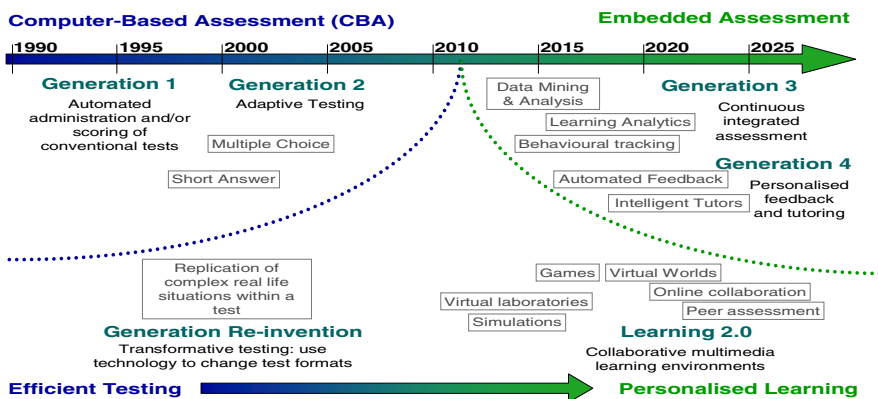 Computer-Based Assessment (CBA)
Embedded Assessment
1990 1995 2000 2005 2010 2015 2020 2025
Generation 1
Automated
administration and/or
scoring of
conventional tests
Generation 2
Adaptive Testing
Multiple Choice
Short Answer
Data Mining
& Analysis
Learning Analytics
Behavioural tracking
Automated Feedback
Intelligent Tutors
Generation 3
Continuous
integrated
assessment
Generation 4
Personalised
feedback
and tutoring
Replication of
complex real life
situations within a
test
Generation Re-invention
Transformative testing: use
technology to change test formats
Games
Virtual Worlds
Virtual laboratories
Simulations
Online collaboration
Peer assessment
Learning 2.0
Collaborative multimedia
learning environments
Efficient Testing
Personalised Learning